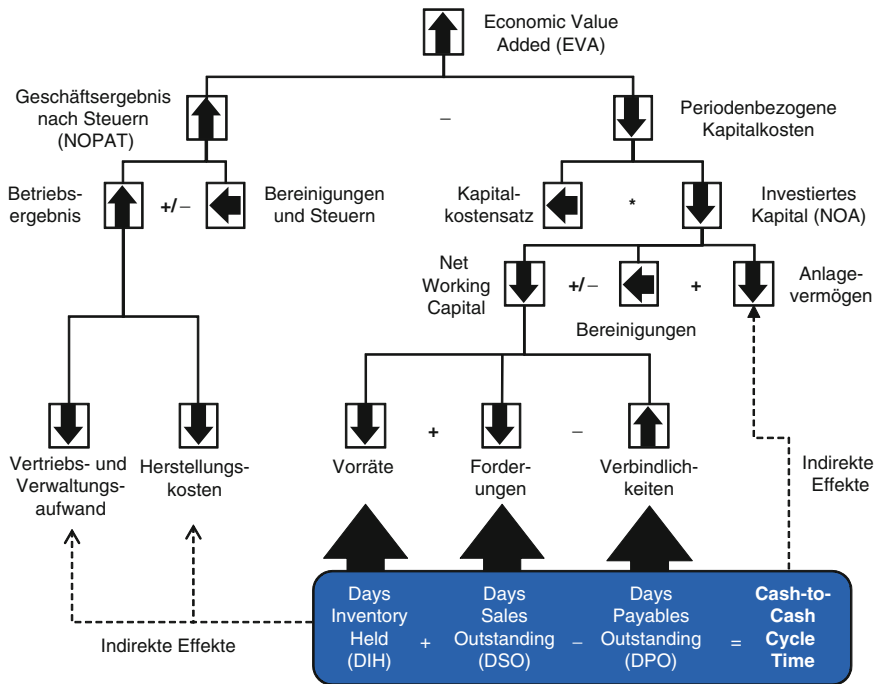 Economic Value
Added (EVA)
Geschäftsergebnis
nach Steuern
(NOPAT)
–
Periodenbezogene
Kapitalkosten
Betriebs-
ergebnis
+/–
Bereinigungen
und Steuern
Kapital-
kostensatz
*
Investiertes
Kapital (NOA)
Net
Working
Capital
+/–
Bereinigungen
+
Anlage-
vermögen
Vertriebs- und
Verwaltungs-
aufwand
Herstellungs-
kosten
Vorräte
+
Forder-
ungen
–
Verbindlich-
keiten
Indirekte
Effekte
Indirekte Effekte
Days
Inventory
Held
(DIH)
+
Days
Sales
Outstanding
(DSO)
–
Days
Payables
Outstanding
(DPO)
=
Cash-to-
Cash
Cycle
Time